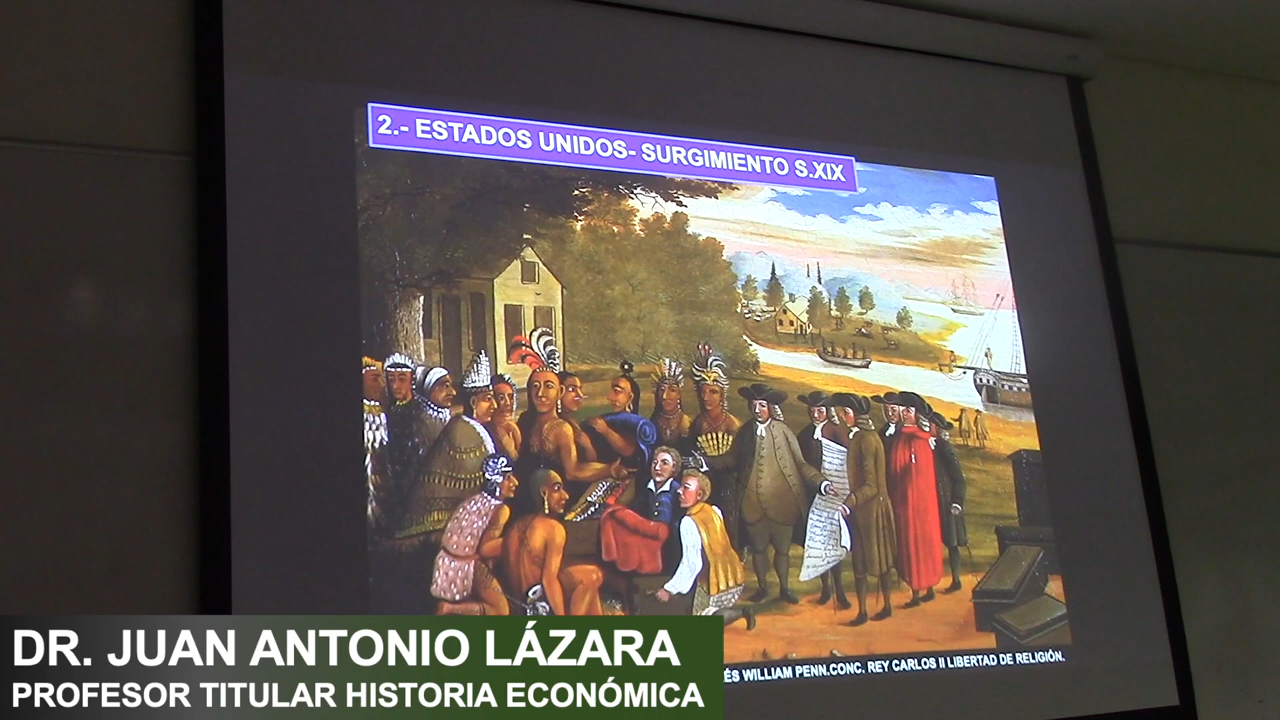 2.- ESTADOS UNIDOS- SURGIMIENTO S.XIX
DR. JUAN ANTONIO LÁZARA
PROFESOR TITULAR HISTORIA ECONÓMICA
WILLIAM PENN.CONC. REY CARLOS II LIBERTAD DE RELIGIÓN.